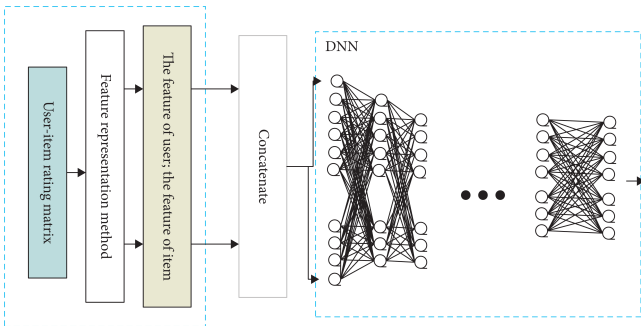 User-item rating matrix
Feature representation method
The feature of user; the feature of item
Concatenate
DNN